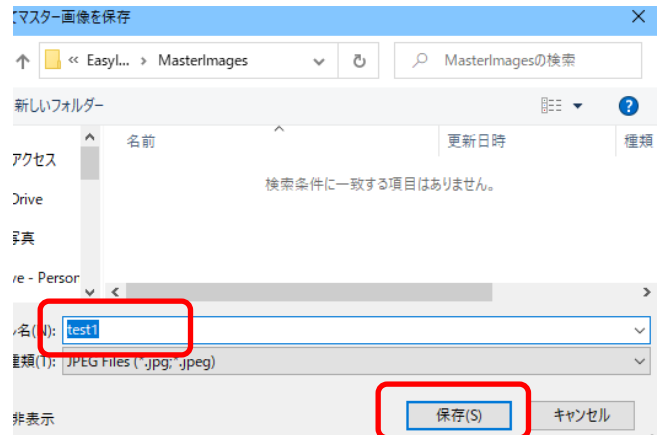 てマスター画像を保存
« EasyI... › MasterImages
MasterImagesの検索
新しいフォルダー
名前
更新日時
種類
検索条件に一致する項目はありません。
アクセス
Drive
写真
ve - Person
ル名(N): test1
種類(T): JPEG Files (*.jpg;*.jpeg)
非表示
保存(S)
キャンセル